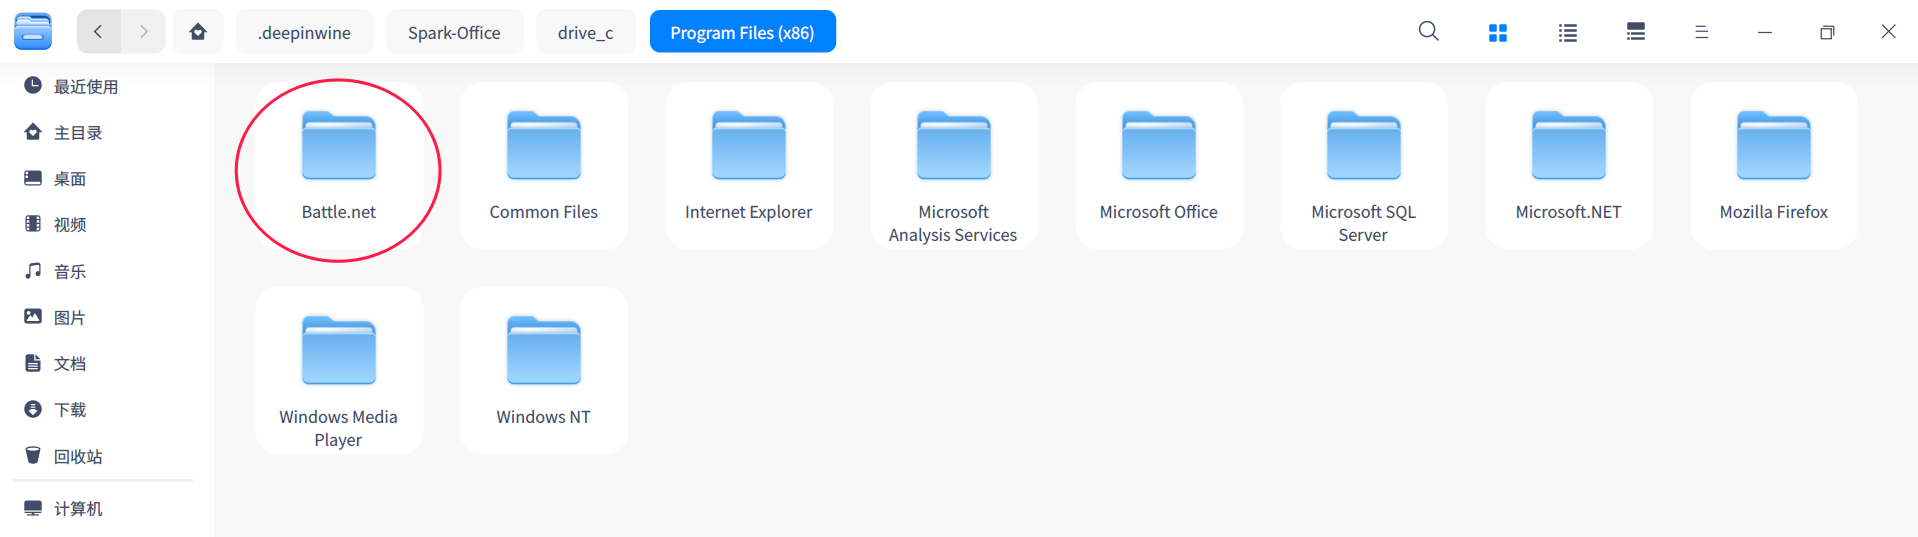 .deepinwine
Spark-Office
drive_c
Program Files (x86)
最近使用
主目录
桌面
视频
音乐
图片
文档
下载
回收站
计算机
Battle.net
Common Files
Internet Explorer
Microsoft
Analysis Services
Microsoft Office
Microsoft SQL
Server
Microsoft.NET
Mozilla Firefox
Windows Media
Player
Windows NT